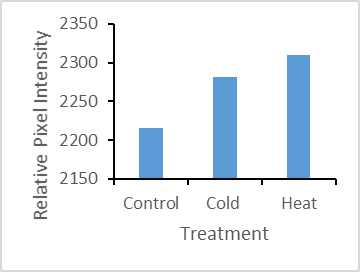 Relative Pixel Intensity
2350
2300
2250
2200
2150
Control Cold Heat
Treatment